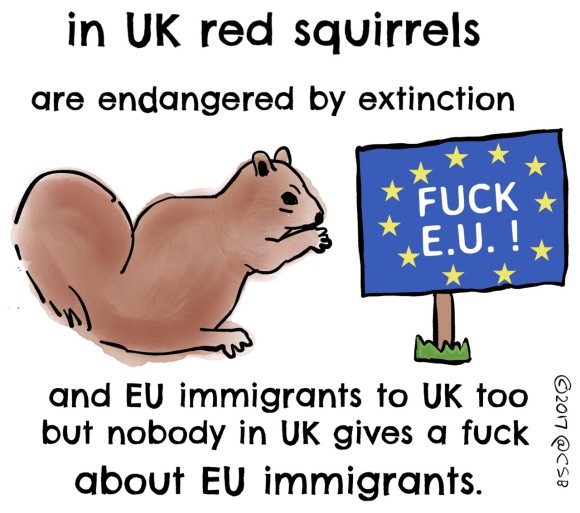 in UK red squirrels
are endangered by extinction
FUCK
E.U. !
and EU immigrants to UK too
but nobody in UK gives a fuck
about EU immigrants.
©2017 @CSB